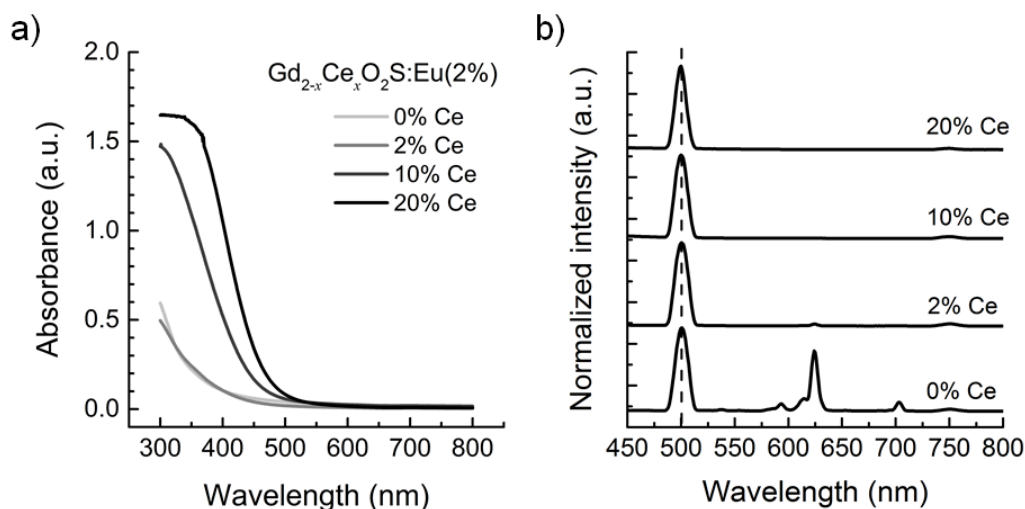 a)
Absorbance (a.u.)
2.0
1.5
1.0
0.5
0.0
Gd₂₋ₓCeₓO₂S:Eu(2%)
0% Ce
2% Ce
10% Ce
20% Ce
300 400 500 600 700 800
Wavelength (nm)
b)
Normalized intensity (a.u.)
20% Ce
10% Ce
2% Ce
0% Ce
450 500 550 600 650 700 750 800
Wavelength (nm)